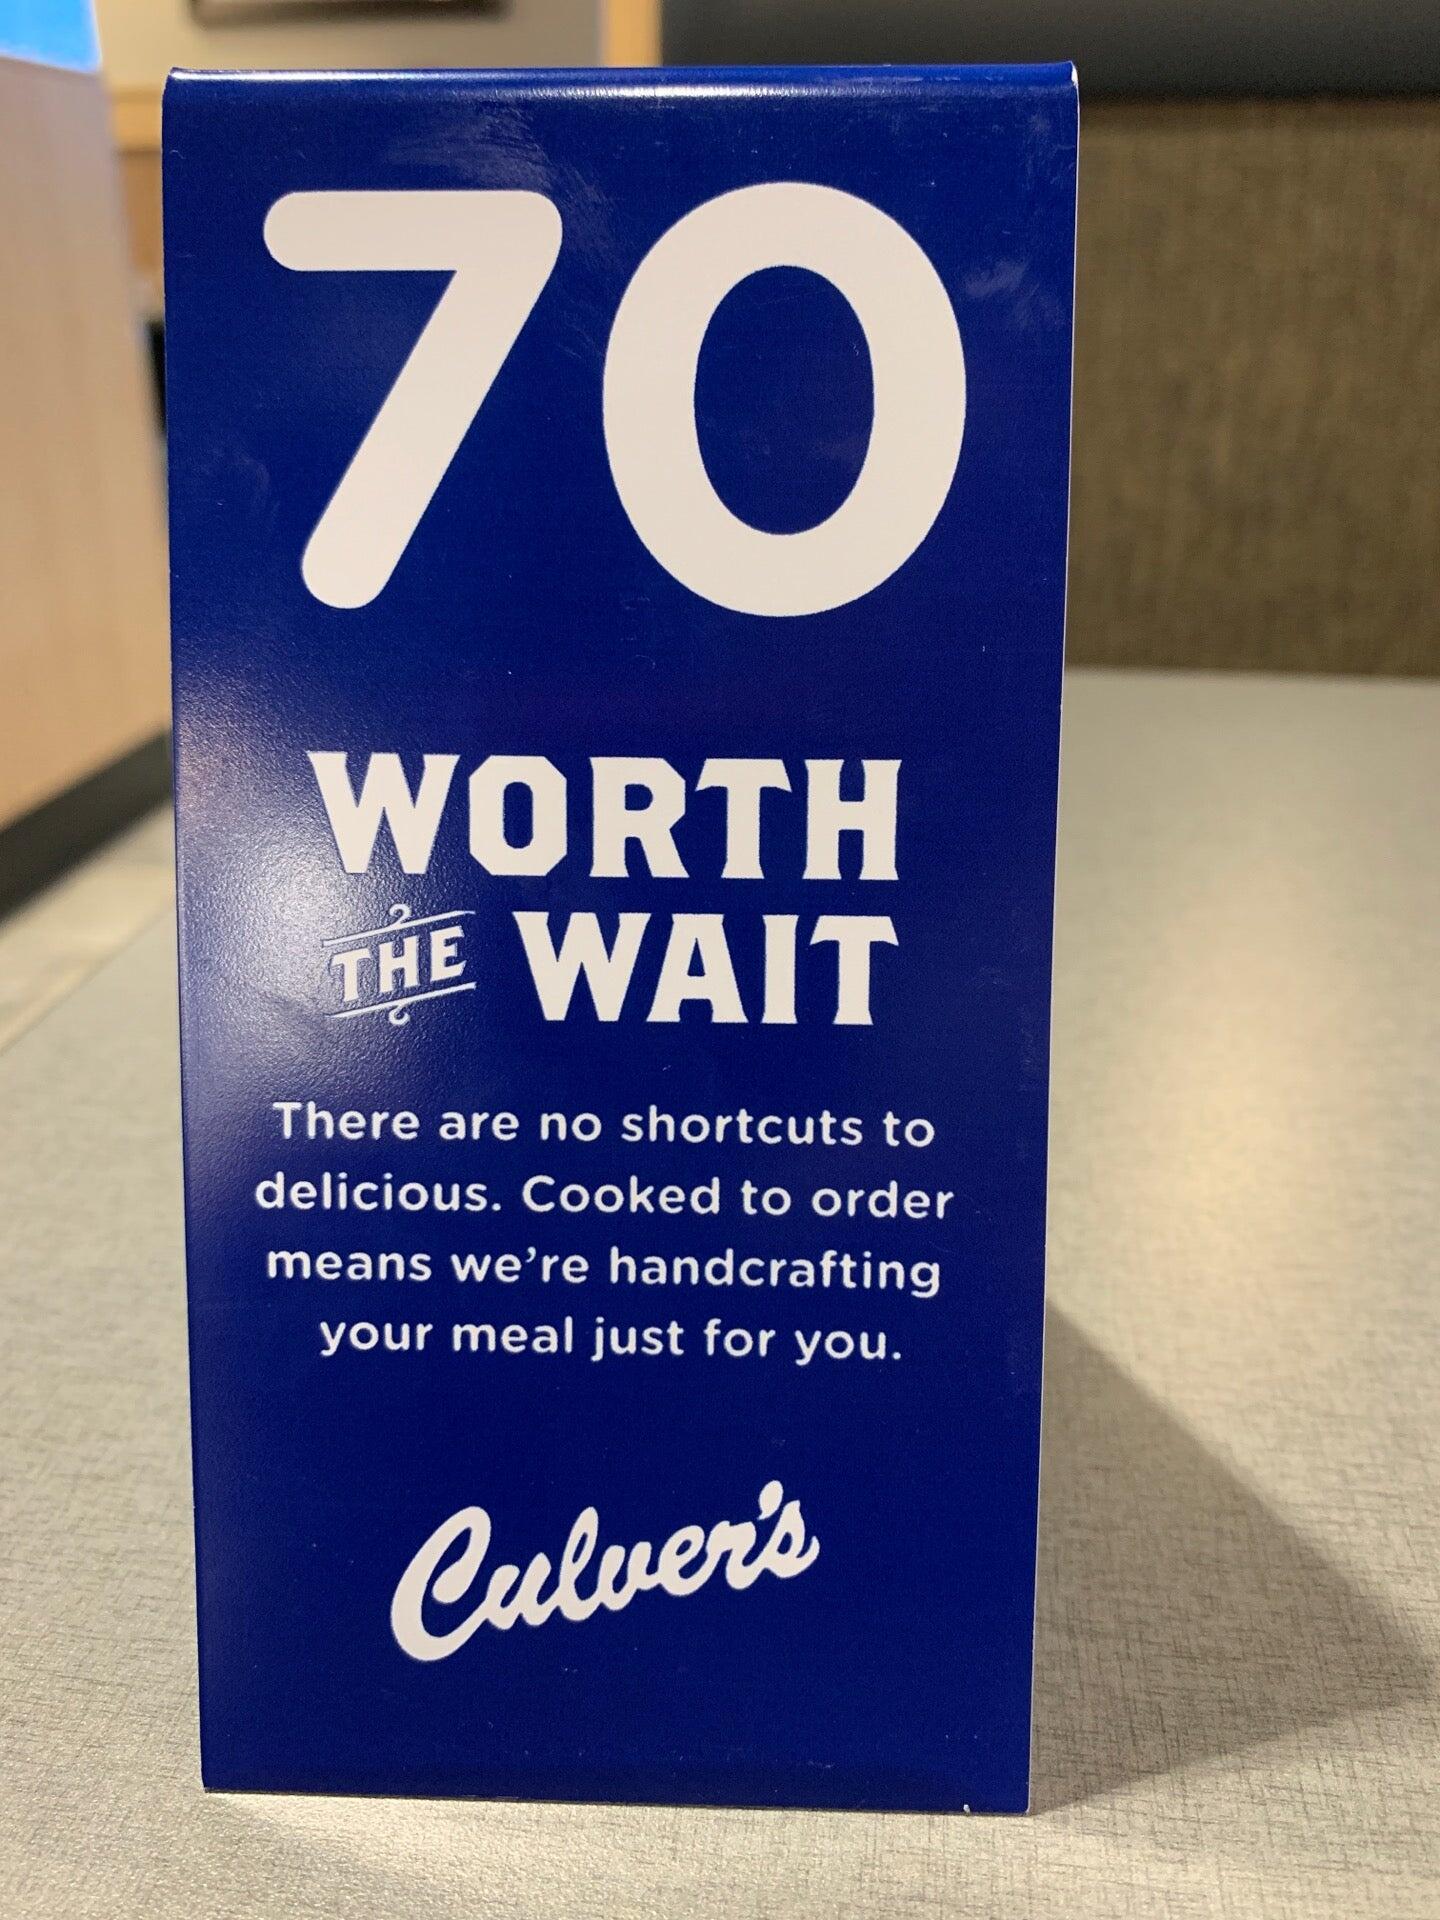 70
WORTH
THE WAIT
There are no shortcuts to
delicious. Cooked to order
means we’re handcrafting
your meal just for you.
Culver's